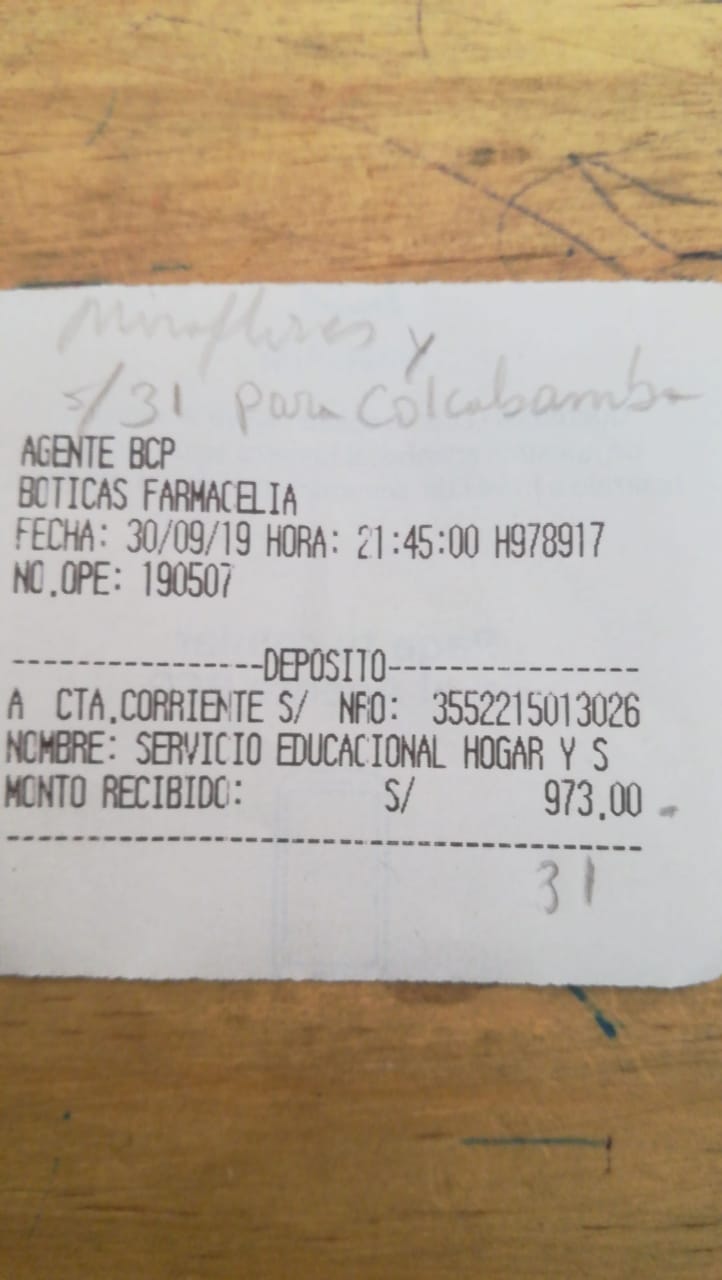 Miraflores y
s/31 para Colcabamba
AGENTE BCP
BOTICAS FARMACELIA
FECHA: 30/09/19 HORA: 21:45:00 H978917
NO.OPE: 190507
---------------DEPOSITO---------------
A CTA.CORRIENTE S/ NRO: 3552215013026
NOMBRE: SERVICIO EDUCACIONAL HOGAR Y S
MONTO RECIBIDO: S/ 973.00
--------------------------------------
31